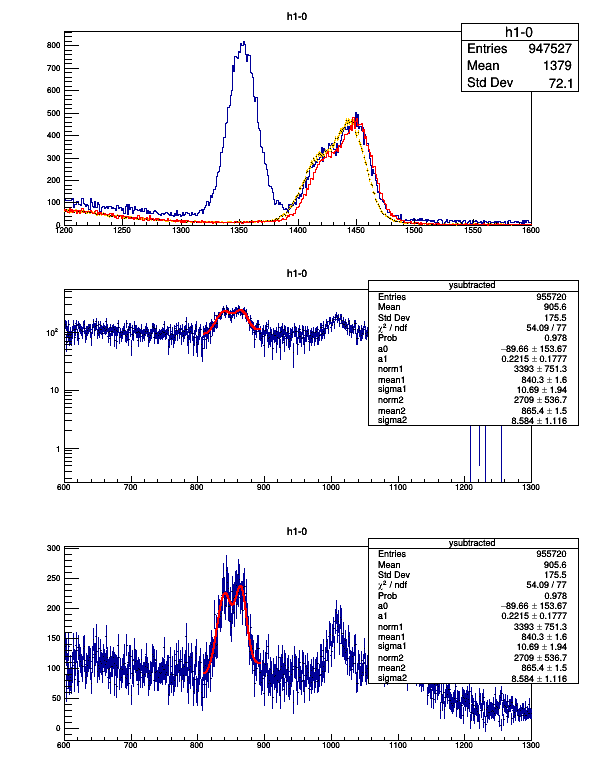 h1-0
h1-0
Entries 947527
Mean 1379
Std Dev 72.1
800
700
600
500
400
300
200
100
0
1200 1250 1300 1350 1400 1450 1500 1550 1600
h1-0
ysubtracted
Entries 955720
Mean 905.6
Std Dev 175.5
χ² / ndf 54.09 / 77
Prob 0.978
a0 −89.66 ± 153.67
a1 0.2215 ± 0.1777
norm1 3393 ± 751.3
mean1 840.3 ± 1.6
sigma1 10.69 ± 1.94
norm2 2709 ± 536.7
mean2 865.4 ± 1.5
sigma2 8.584 ± 1.116
10²
10
1
600 700 800 900 1000 1100 1200 1300
h1-0
ysubtracted
Entries 955720
Mean 905.6
Std Dev 175.5
χ² / ndf 54.09 / 77
Prob 0.978
a0 −89.66 ± 153.67
a1 0.2215 ± 0.1777
norm1 3393 ± 751.3
mean1 840.3 ± 1.6
sigma1 10.69 ± 1.94
norm2 2709 ± 536.7
mean2 865.4 ± 1.5
sigma2 8.584 ± 1.116
300
250
200
150
100
50
0
600 700 800 900 1000 1100 1200 1300